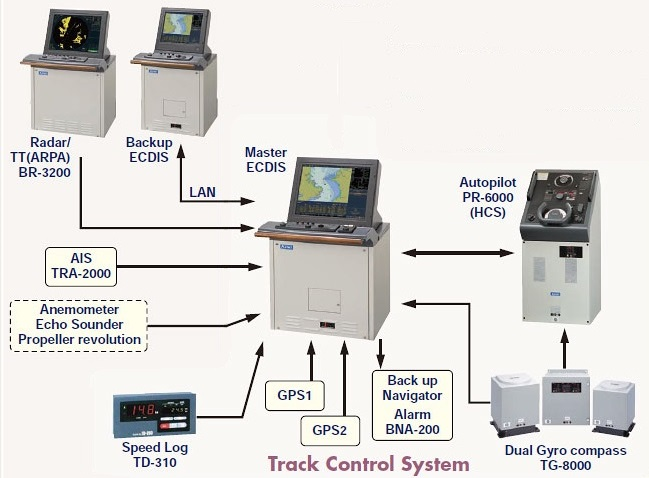 Radar/
TT(ARPA)
BR-3200
Backup
ECDIS
LAN
Master
ECDIS
Autopilot
PR-6000
(HCS)
AIS
TRA-2000
Anemometer
Echo Sounder
Propeller revolution
Speed Log
TD-310
GPS1
GPS2
Back up
Navigator
Alarm
BNA-200
Dual Gyro compass
TG-8000
Track Control System